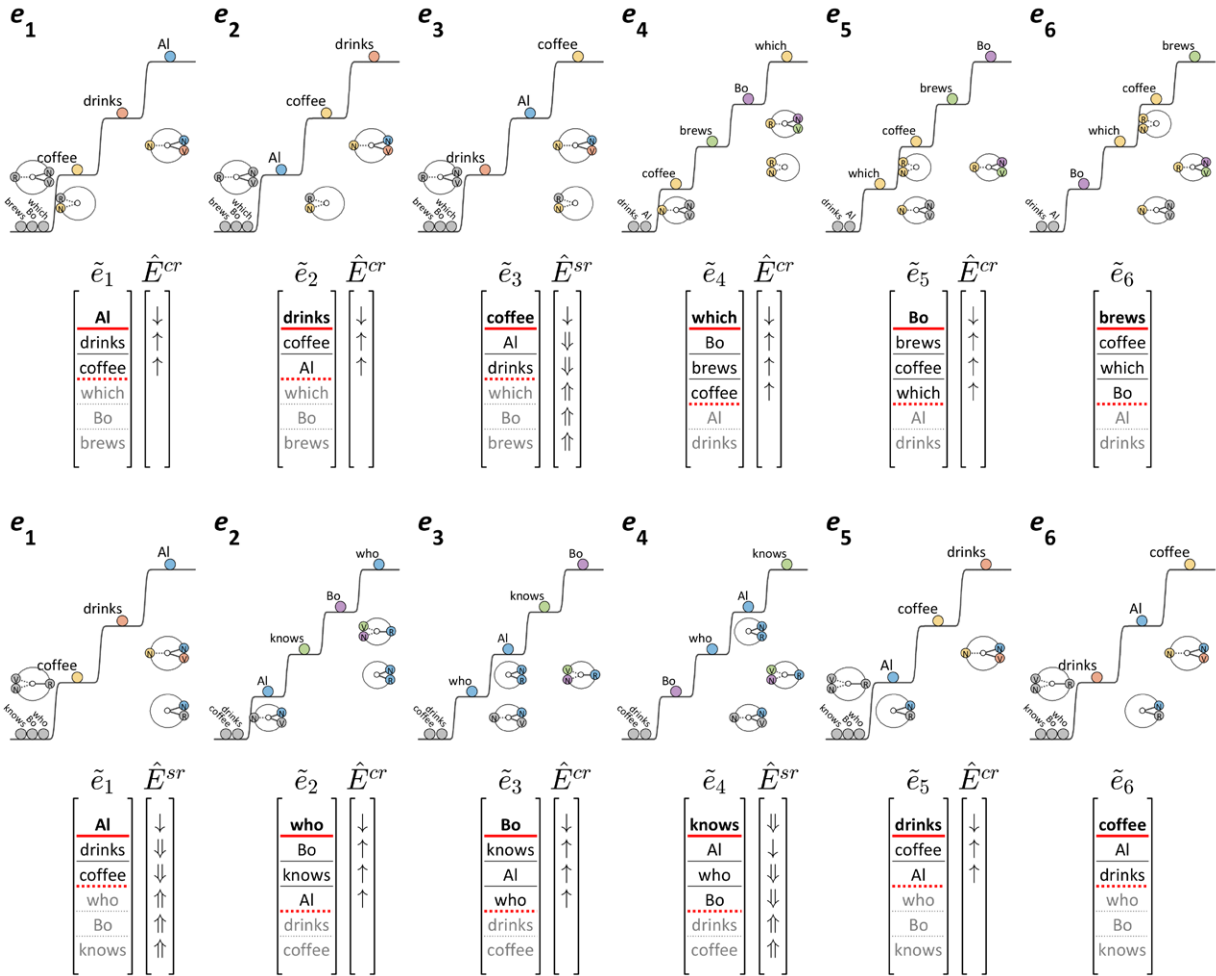 e1 e2 e3 e4 e5 e6
Al drinks coffee brews Bo which
drinks coffee Al which Bo brews
coffee Al drinks brews Bo which
which Bo brews coffee drinks Al
Bo brews coffee which drinks Al
brews coffee which Bo drinks Al
R N V N N V R N
R N V N N V R N
R N V N N V R N
R N V R N N N V
R N R N V N N V
R N R N V N N V
ẽ1 Ê^cr ẽ2 Ê^cr ẽ3 Ê^sr ẽ4 Ê^cr ẽ5 Ê^cr ẽ6
Al ↓ drinks ↓ coffee ↓ which ↓ Bo ↓ brews
drinks ↑ coffee ↑ Al ⇓ Bo ↑ brews ↑ coffee
coffee ↑ Al ↑ drinks ⇓ brews ↑ coffee ↑ which
which which which ⇑ coffee ↑ which ↑ Bo
Bo Bo Bo ⇑ Al Al Al
brews brews brews ⇑ drinks drinks drinks
e1 e2 e3 e4 e5 e6
Al drinks coffee knows Bo who
who Bo knows Al coffee drinks
Bo knows Al who coffee drinks
knows Al who Bo coffee drinks
drinks coffee Al knows Bo who
coffee Al drinks knows Bo who
V N R N N V N R
V N R N R N N V
N R V N R N N V
N R V N R N N V
V N R N N V N R
V N R N N V N R
ẽ1 Ê^sr ẽ2 Ê^cr ẽ3 Ê^cr ẽ4 Ê^sr ẽ5 Ê^cr ẽ6
Al ↓ who ↓ Bo ↓ knows ⇓ drinks ↓ coffee
drinks ⇓ Bo ↑ knows ↑ Al ↓ coffee ↑ Al
coffee ⇓ knows ↑ Al ↑ who ⇓ Al ↑ drinks
who ⇑ Al ↑ who ↑ Bo ⇓ who who
Bo ⇑ drinks drinks drinks ⇑ Bo Bo
knows ⇑ coffee coffee coffee ⇑ knows knows